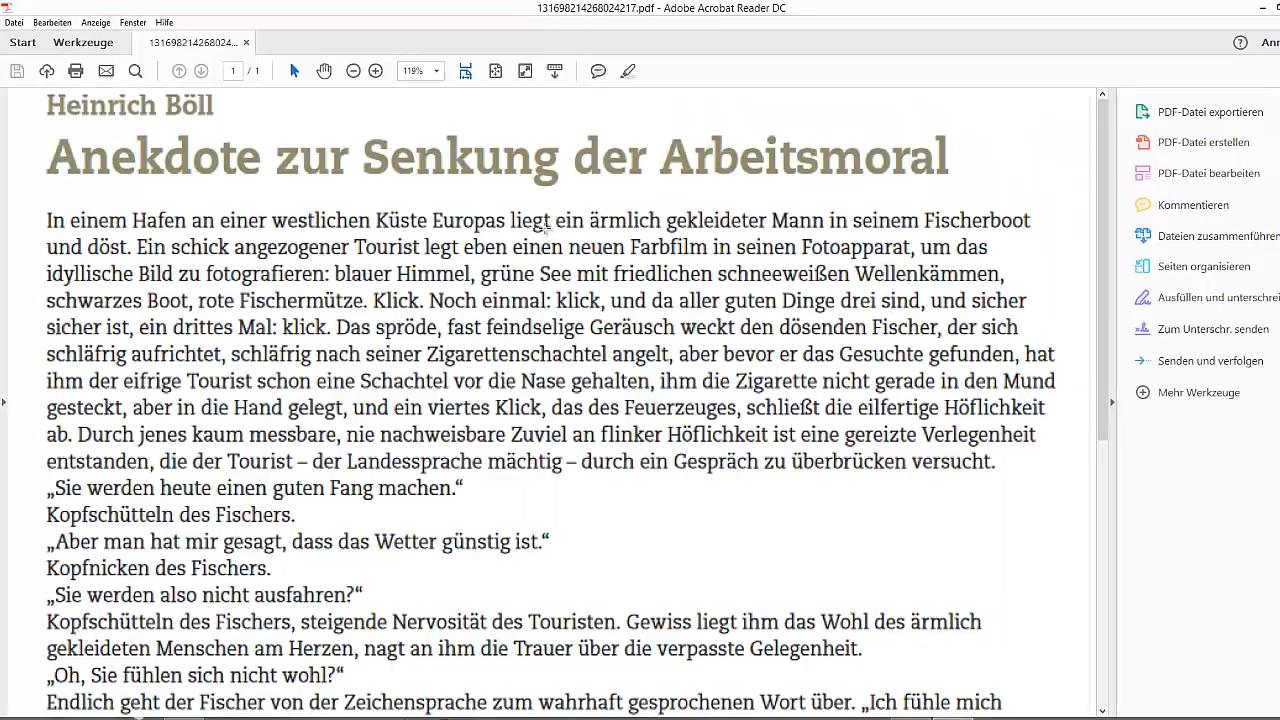 131698214268024217.pdf - Adobe Acrobat Reader DC
Datei Bearbeiten Anzeige Fenster Hilfe
Start Werkzeuge 131698214268024... ×
1 / 1 119%
Heinrich Böll
Anekdote zur Senkung der Arbeitsmoral
In einem Hafen an einer westlichen Küste Europas liegt ein ärmlich gekleideter Mann in seinem Fischerboot
und döst. Ein schick angezogener Tourist legt eben einen neuen Farbfilm in seinen Fotoapparat, um das
idyllische Bild zu fotografieren: blauer Himmel, grüne See mit friedlichen schneeweißen Wellenkämmen,
schwarzes Boot, rote Fischermütze. Klick. Noch einmal: klick, und da aller guten Dinge drei sind, und sicher
sicher ist, ein drittes Mal: klick. Das spröde, fast feindselige Geräusch weckt den dösenden Fischer, der sich
schläfrig aufrichtet, schläfrig nach seiner Zigarettenschachtel angelt, aber bevor er das Gesuchte gefunden, hat
ihm der eifrige Tourist schon eine Schachtel vor die Nase gehalten, ihm die Zigarette nicht gerade in den Mund
gesteckt, aber in die Hand gelegt, und ein viertes Klick, das des Feuerzeuges, schließt die eilfertige Höflichkeit
ab. Durch jenes kaum messbare, nie nachweisbare Zuviel an flinker Höflichkeit ist eine gereizte Verlegenheit
entstanden, die der Tourist – der Landessprache mächtig – durch ein Gespräch zu überbrücken versucht.
„Sie werden heute einen guten Fang machen.“
Kopfschütteln des Fischers.
„Aber man hat mir gesagt, dass das Wetter günstig ist.“
Kopfnicken des Fischers.
„Sie werden also nicht ausfahren?“
Kopfschütteln des Fischers, steigende Nervosität des Touristen. Gewiss liegt ihm das Wohl des ärmlich
gekleideten Menschen am Herzen, nagt an ihm die Trauer über die verpasste Gelegenheit.
„Oh, Sie fühlen sich nicht wohl?“
Endlich geht der Fischer von der Zeichensprache zum wahrhaft gesprochenen Wort über. „Ich fühle mich
PDF-Datei exportieren
PDF-Datei erstellen
PDF-Datei bearbeiten
Kommentieren
Dateien zusammenführen
Seiten organisieren
Ausfüllen und unterschrei
Zum Unterschr. senden
Senden und verfolgen
Mehr Werkzeuge